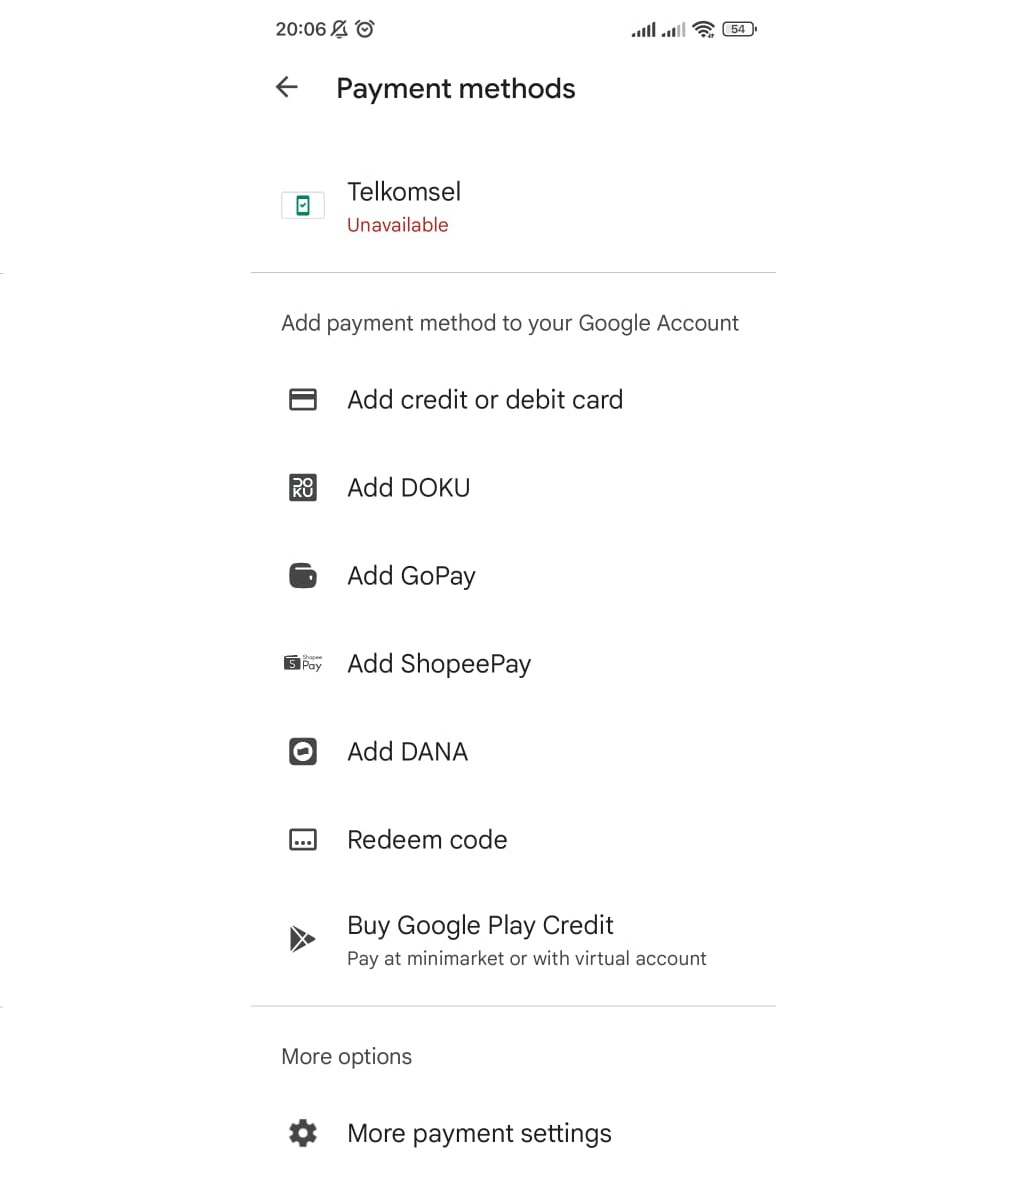 20:06
54
Payment methods
Telkomsel
Unavailable
Add payment method to your Google Account
Add credit or debit card
DO
KU
Add DOKU
Add GoPay
S Shopee
Pay
Add ShopeePay
Add DANA
Redeem code
Buy Google Play Credit
Pay at minimarket or with virtual account
More options
More payment settings